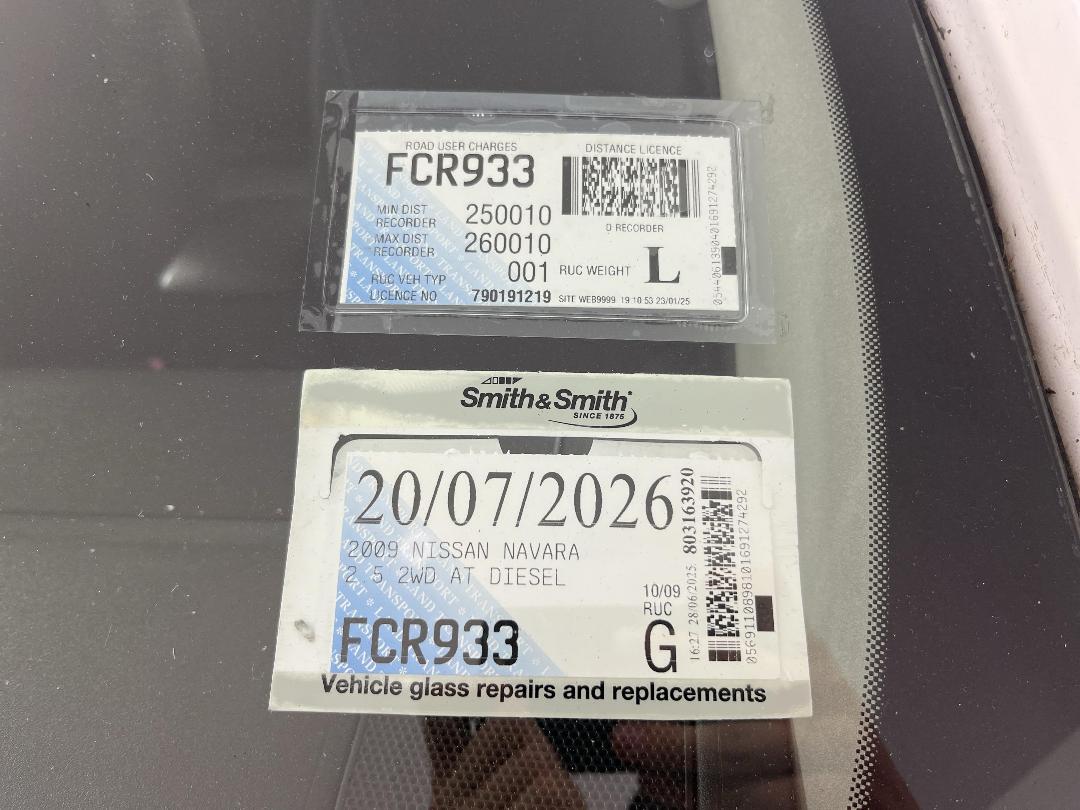 ROAD USER CHARGES
DISTANCE LICENCE
FCR933
MIN DIST
RECORDER 250010
D RECORDER
MAX DIST
RECORDER 260010
RUC VEH TYP 001
RUC WEIGHT L
LICENCE NO 790191219
SITE WEB9999 19 10 53 23/01/25
Smith&Smith
SINCE 1875
20/07/2026
2009 NISSAN NAVARA
2.5 2WD AT DIESEL
10/09
RUC
FCR933
G
16:27 28/06/2025 803163920
Vehicle glass repairs and replacements